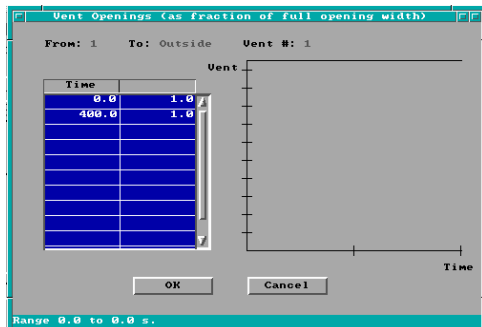 Vent Openings (as fraction of full opening width)
From: 1 To: Outside Vent #: 1
Vent
Time
0.0 1.0
400.0 1.0
Time
OK Cancel
Range 0.0 to 0.0 s.